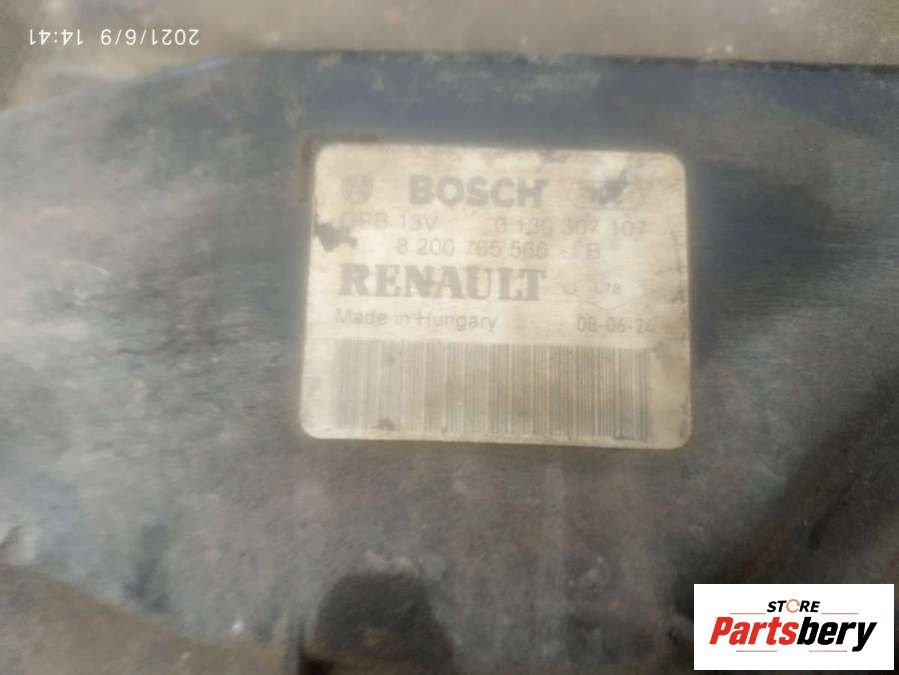 2021/6/9 14:41
BOSCH
13V 0 130 307 107
8 200 765 566 - B
RENAULT
Made in Hungary 08-06-24
STORE
Partsbery